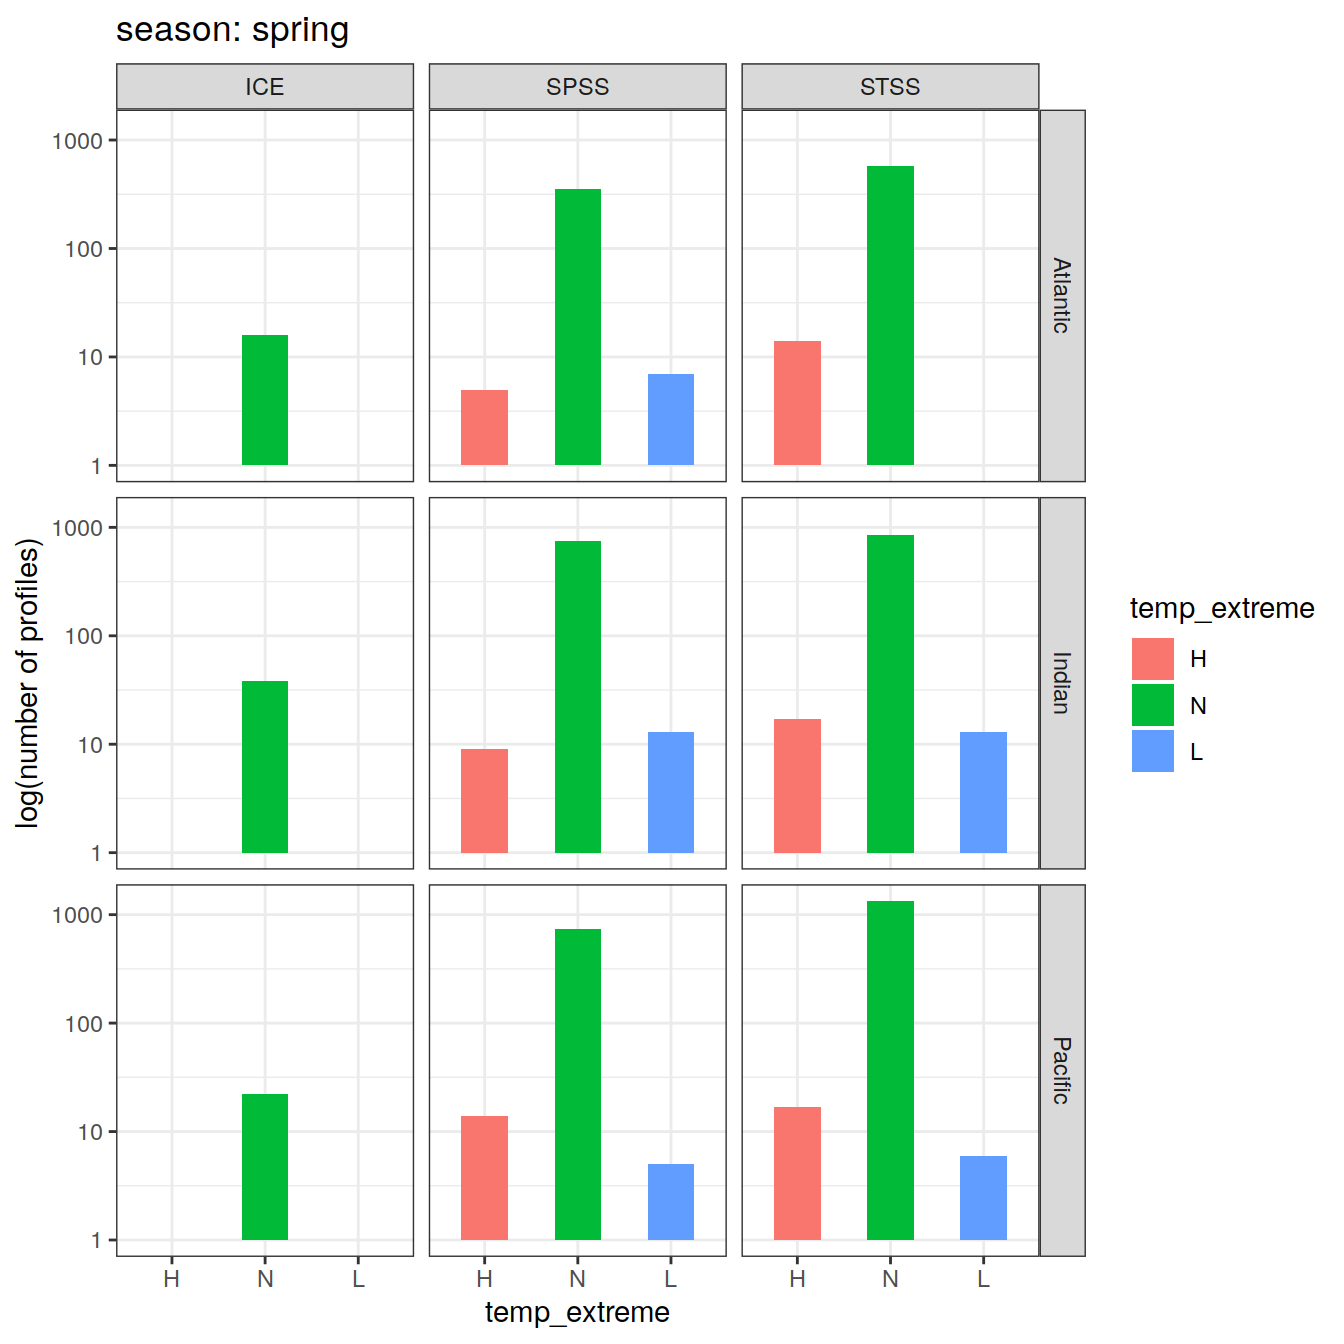 season: spring
ICE SPSS STSS
1000
100
10
1
Atlantic
1000
100
10
1
Indian
1000
100
10
1
Pacific
log(number of profiles)
H N L H N L H N L
temp_extreme
temp_extreme
H
N
L